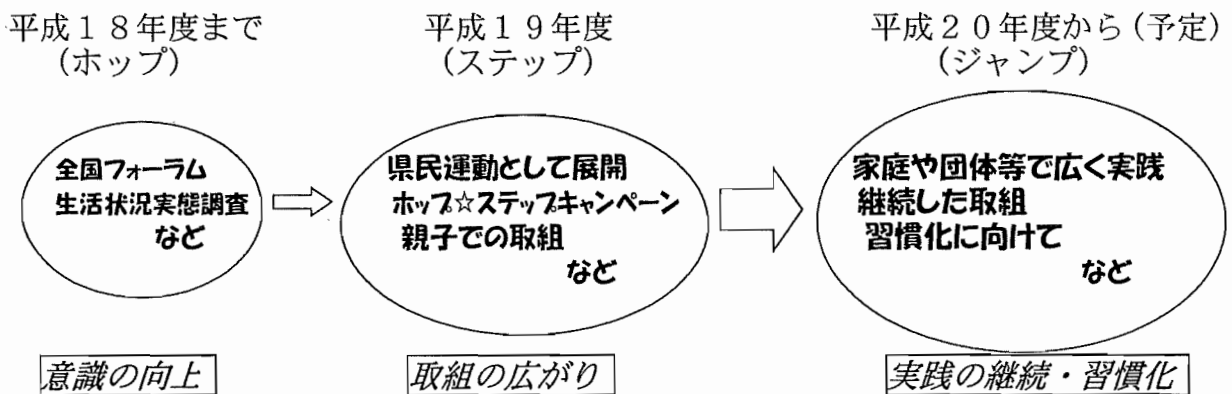 平成１８年度まで
(ホップ)
全国フォーラム
生活状況実態調査
など
意識の向上
平成１９年度
(ステップ)
県民運動として展開
ホップ☆ステップキャンペーン
親子での取組
など
取組の広がり
平成２０年度から(予定)
(ジャンプ)
家庭や団体等で広く実践
継続した取組
習慣化に向けて
など
実践の継続・習慣化